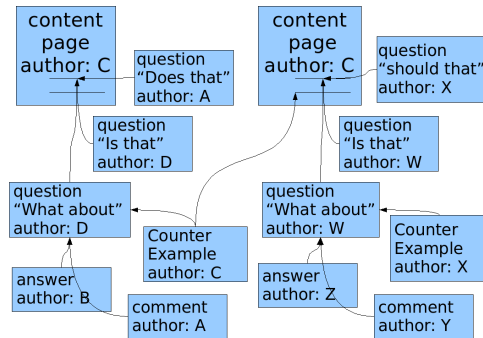 content
page
author: C
question
“Does that”
author: A
question
“Is that”
author: D
question
“What about”
author: D
Counter
Example
author: C
answer
author: B
comment
author: A
content
page
author: C
question
“should that”
author: X
question
“Is that”
author: W
question
“What about”
author: W
Counter
Example
author: X
answer
author: Z
comment
author: Y